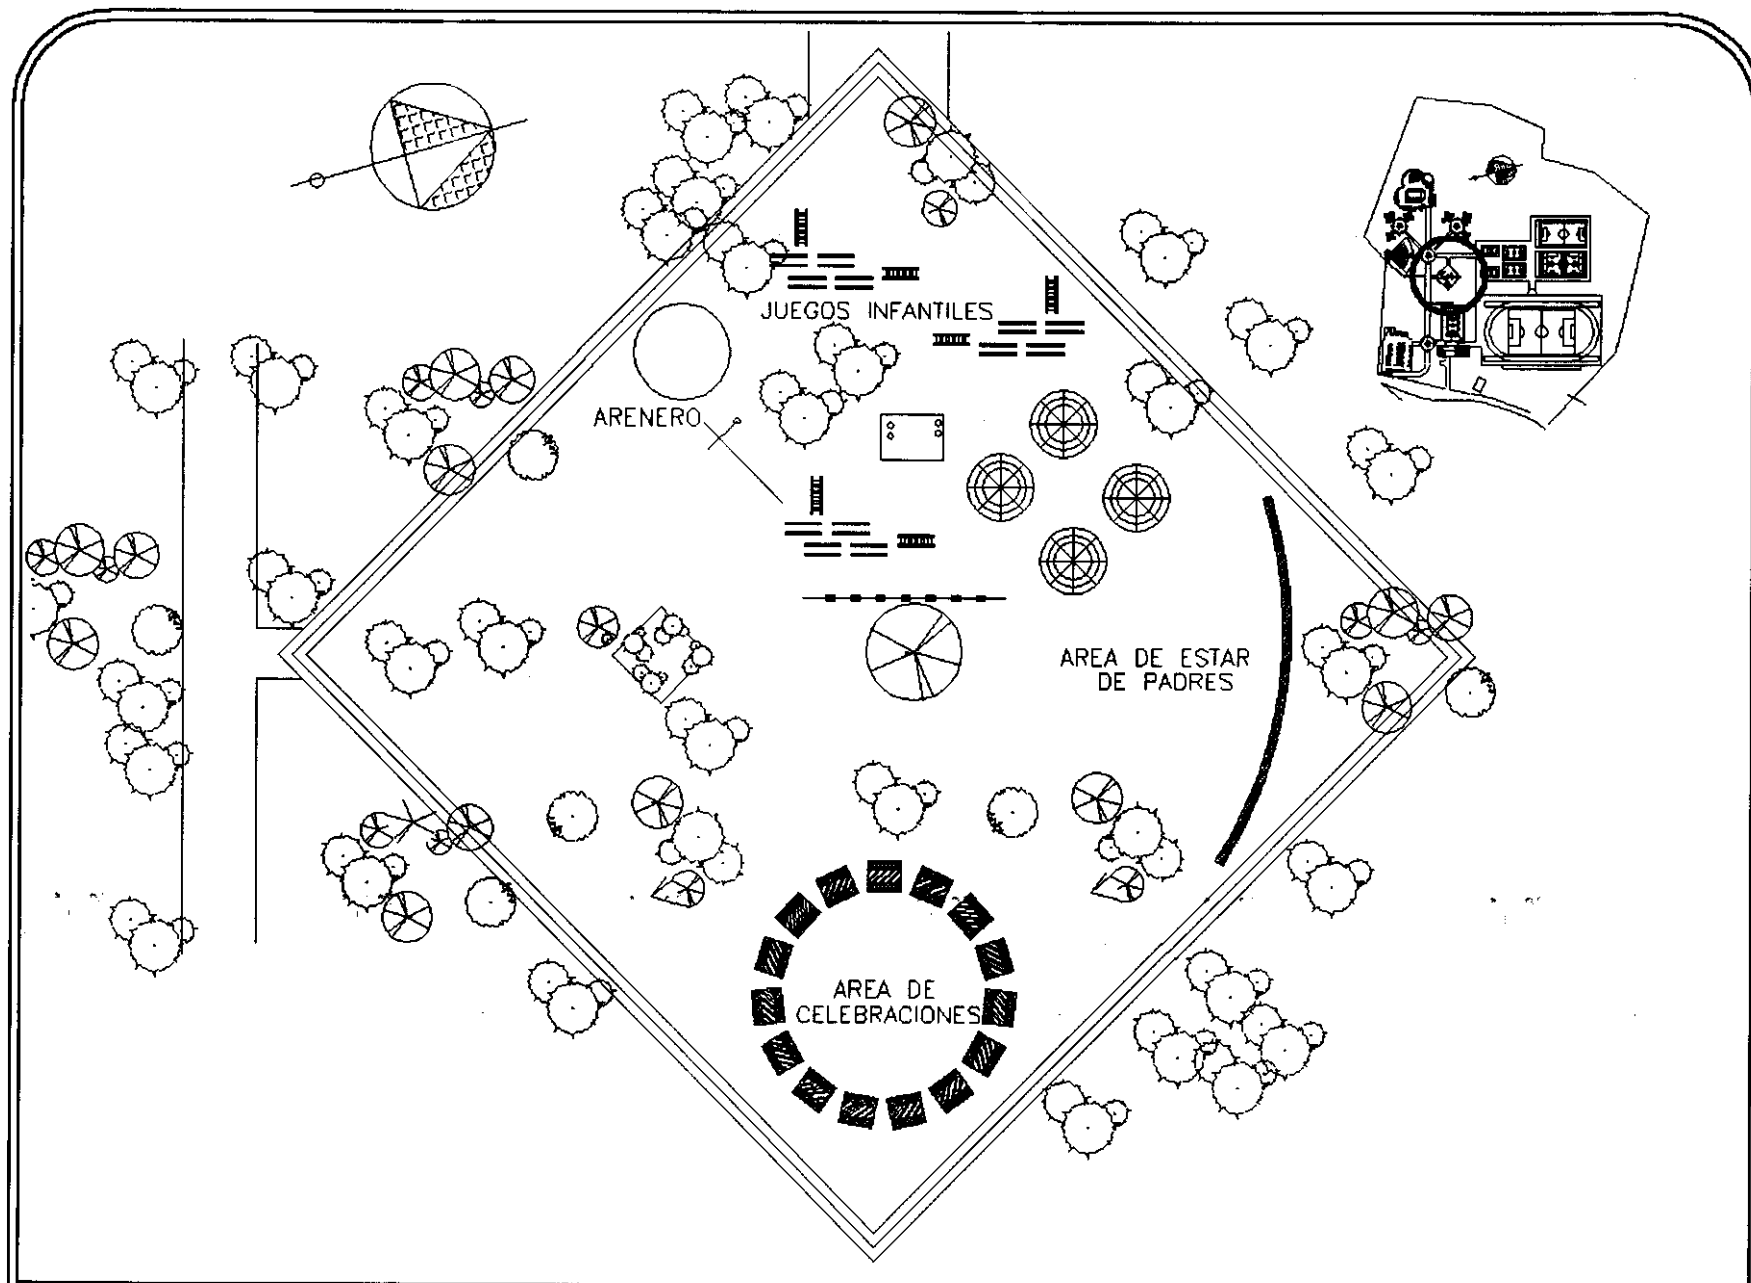 JUEGOS INFANTILES
ARENERO
AREA DE ESTAR
DE PADRES
AREA DE
CELEBRACIONES